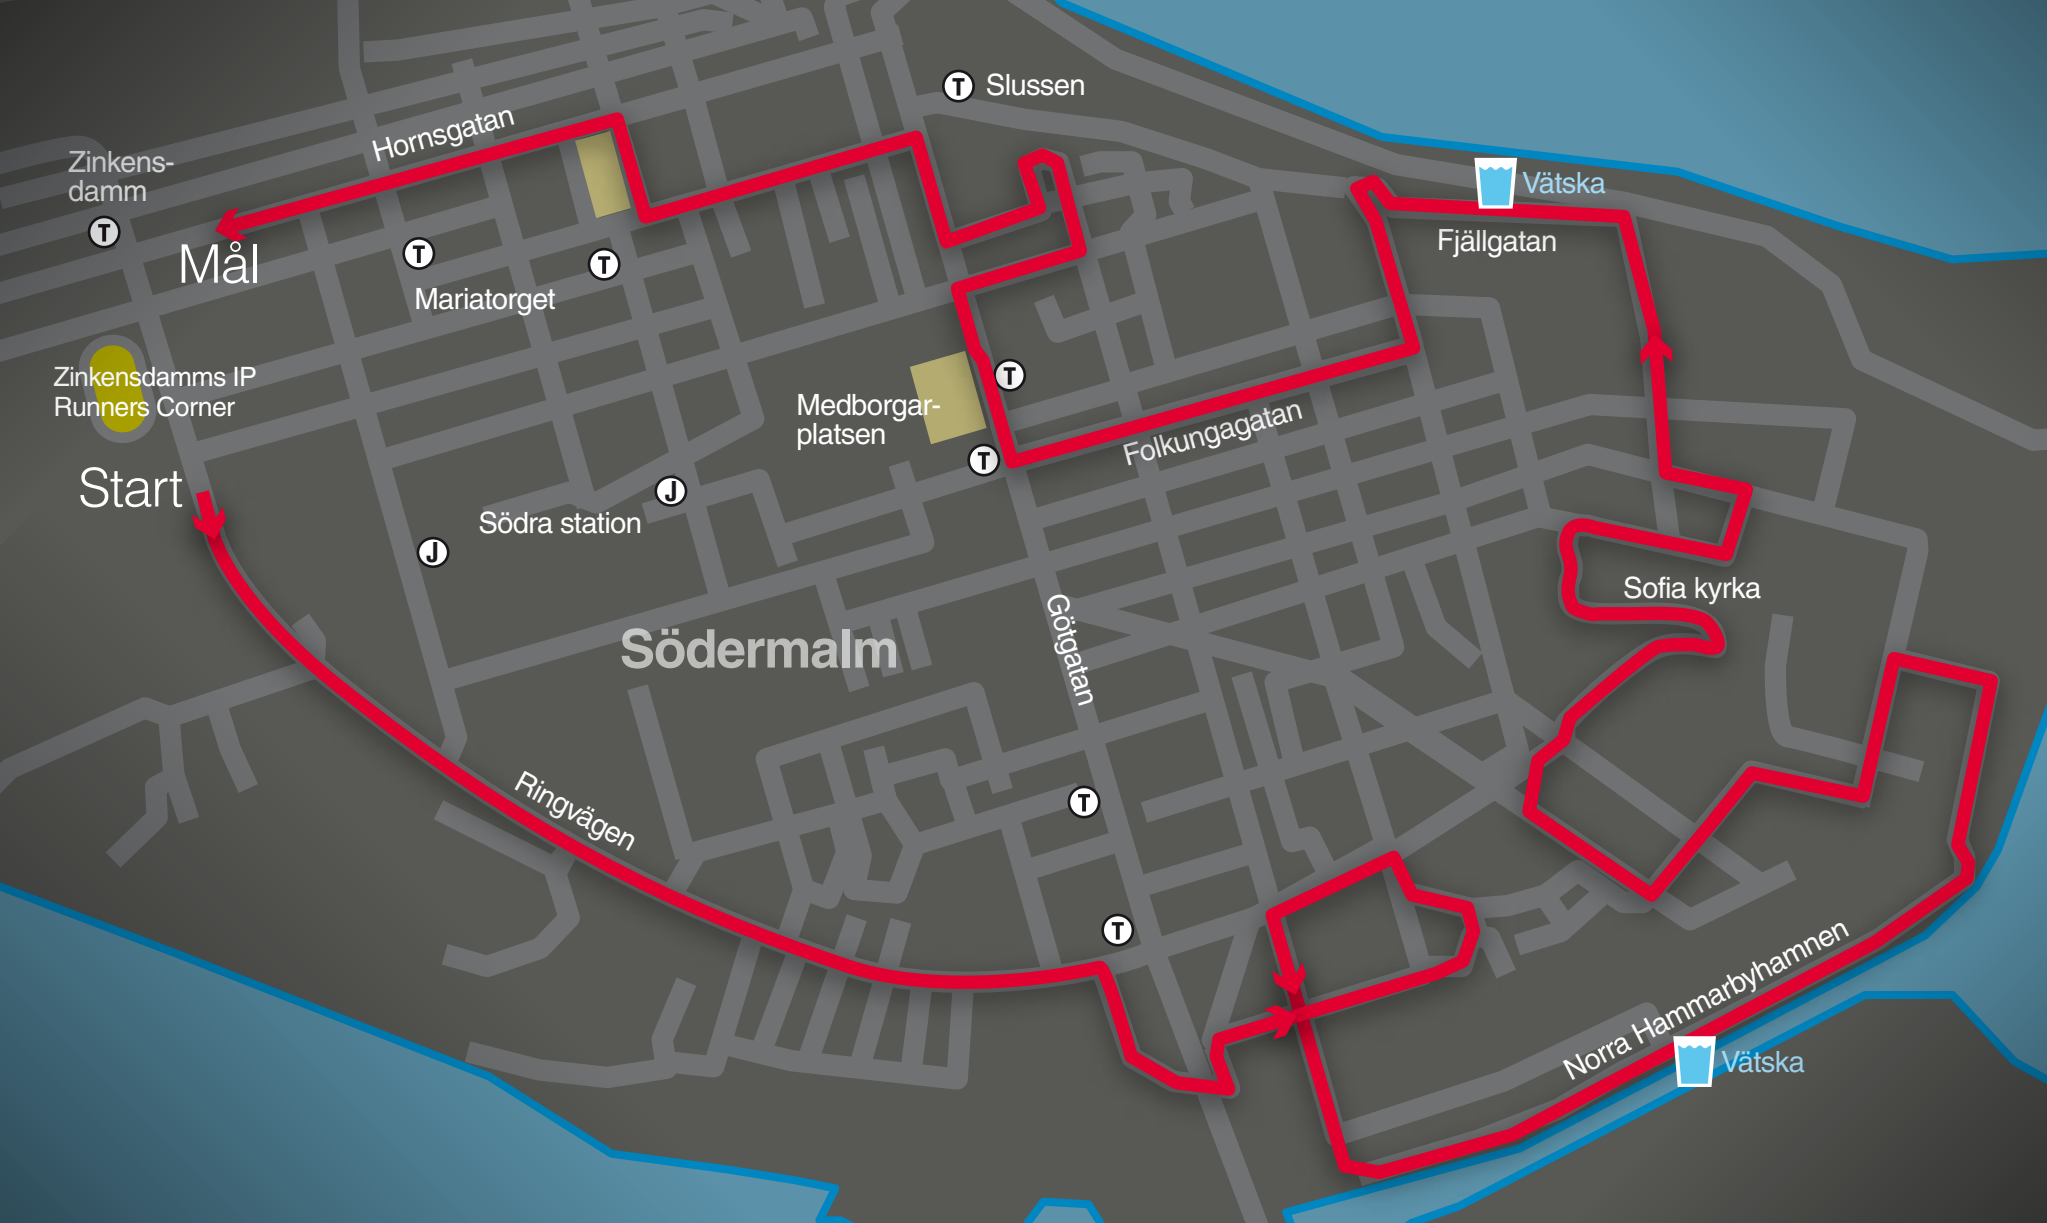 T Slussen
Hornsgatan
Zinkens-
damm
T
Vätska
Fjällgatan
Mål
T
T
Mariatorget
Zinkensdamms IP
Runners Corner
T
Medborgar-
platsen
T
Folkungagatan
Start
J
Södra station
J
Sofia kyrka
Södermalm
Götgatan
Ringvägen
T
T
Norra Hammarbyhamnen
Vätska